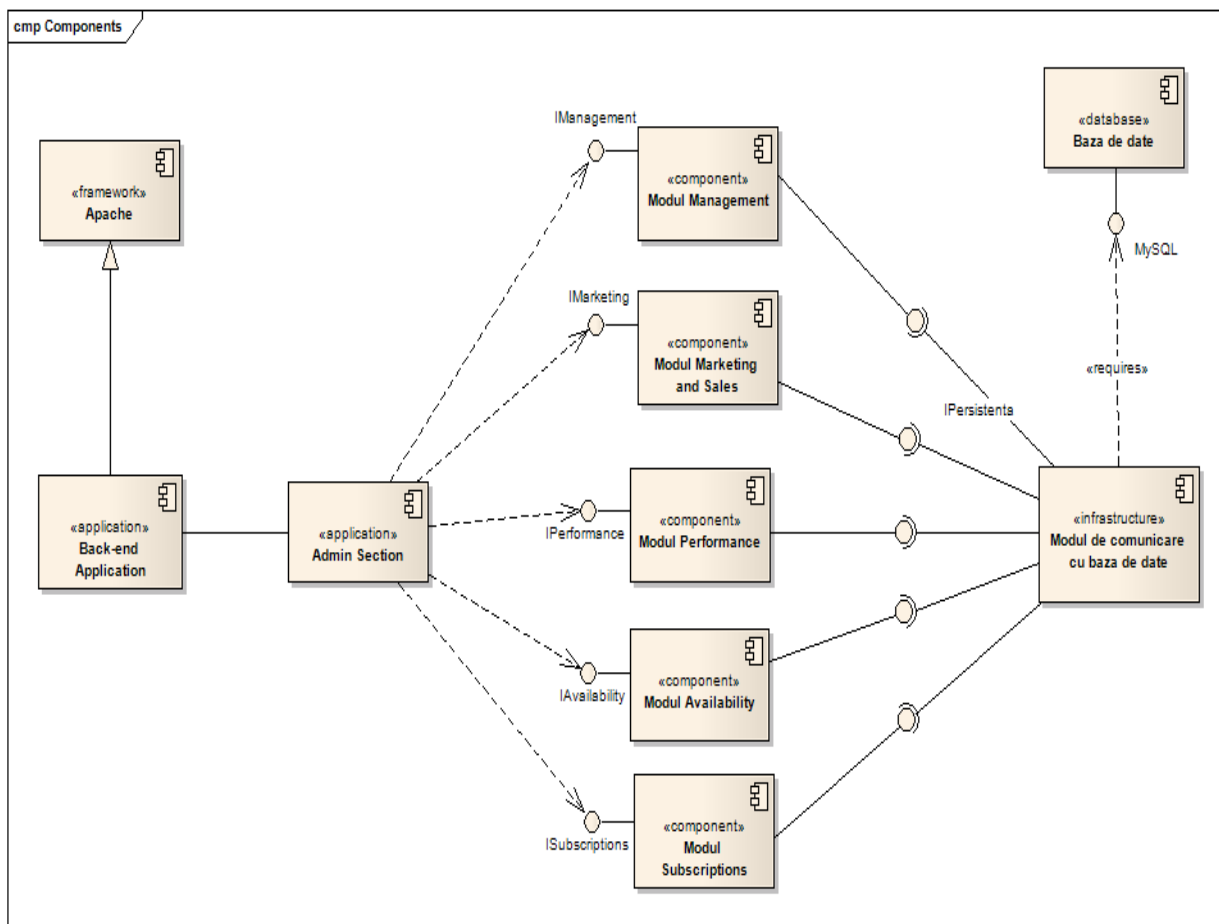 cmp Components
«framework»
Apache
«application»
Back-end
Application
«application»
Admin Section
IManagement
«component»
Modul Management
IMarketing
«component»
Modul Marketing
and Sales
IPerformance
«component»
Modul Performance
IAvailability
«component»
Modul Availability
ISubscriptions
«component»
Modul
Subscriptions
IPersistenta
«database»
Baza de date
MySQL
«requires»
«infrastructure»
Modul de comunicare
cu baza de date